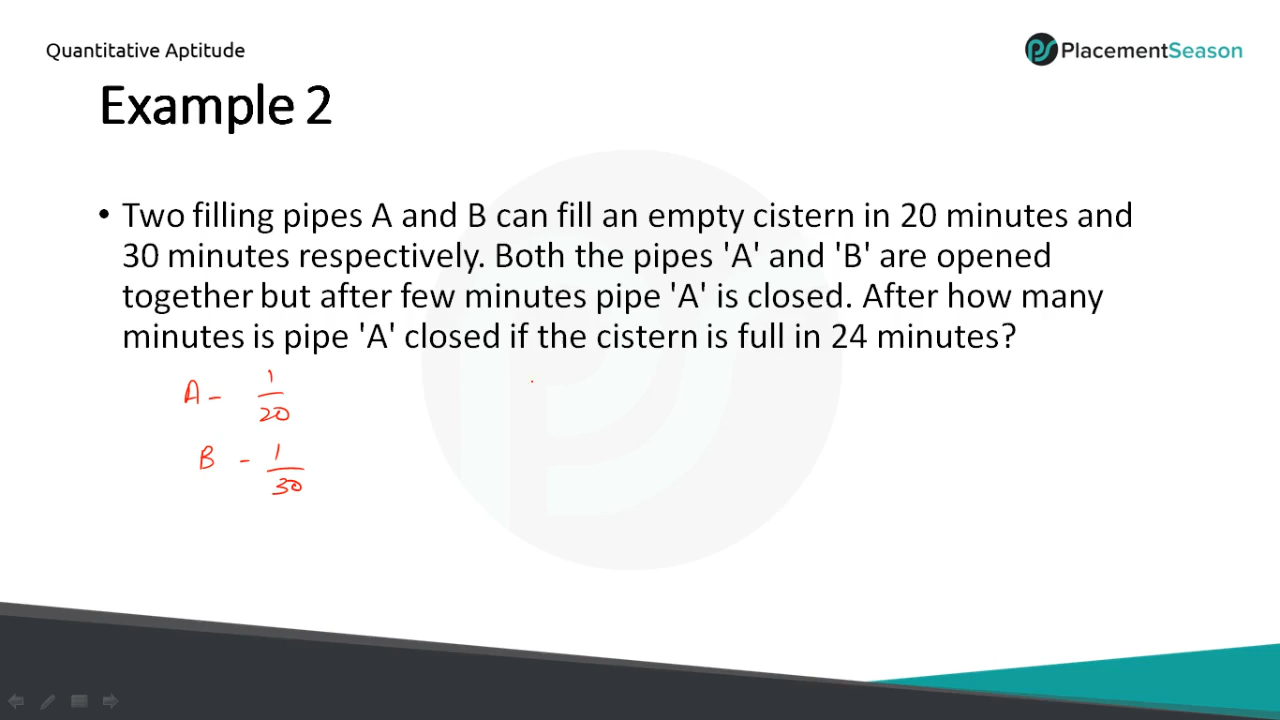 Quantitative Aptitude
PlacementSeason
Example 2
• Two filling pipes A and B can fill an empty cistern in 20 minutes and
30 minutes respectively. Both the pipes 'A' and 'B' are opened
together but after few minutes pipe 'A' is closed. After how many
minutes is pipe 'A' closed if the cistern is full in 24 minutes?
A - 1/20
B - 1/30